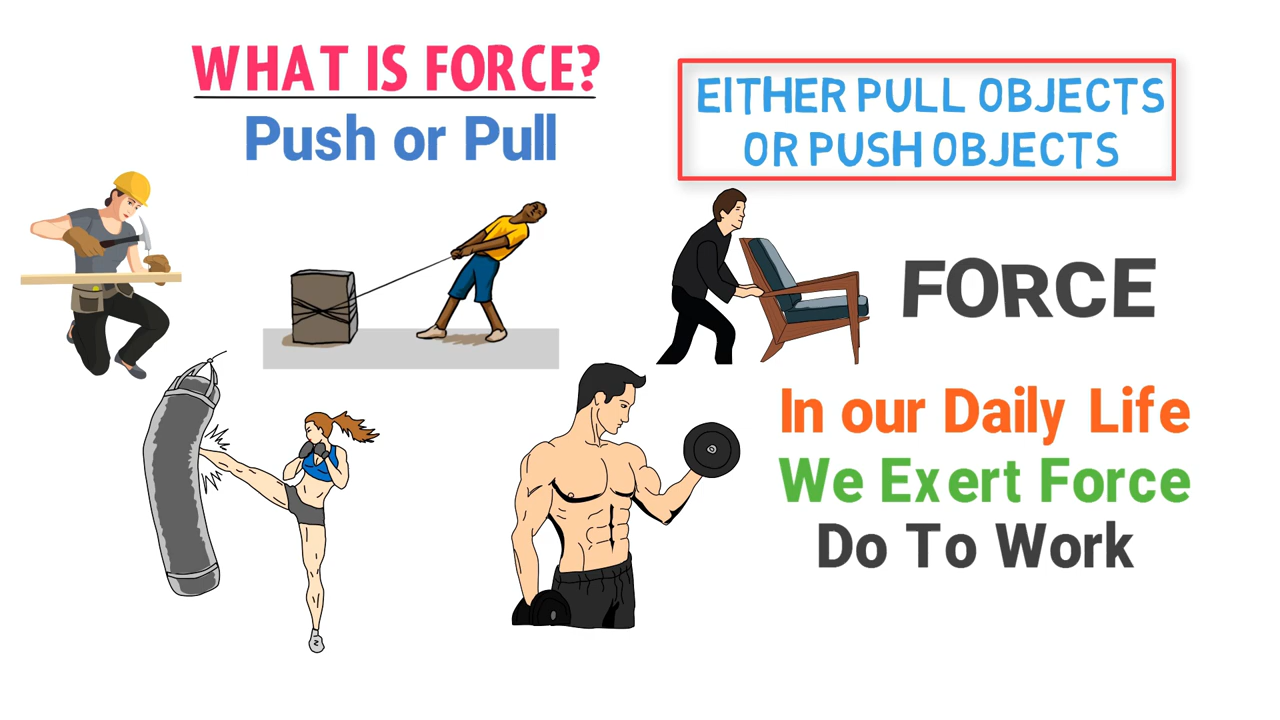 WHAT IS FORCE?
Push or Pull
EITHER PULL OBJECTS
OR PUSH OBJECTS
FORCE
In our Daily Life
We Exert Force
Do To Work